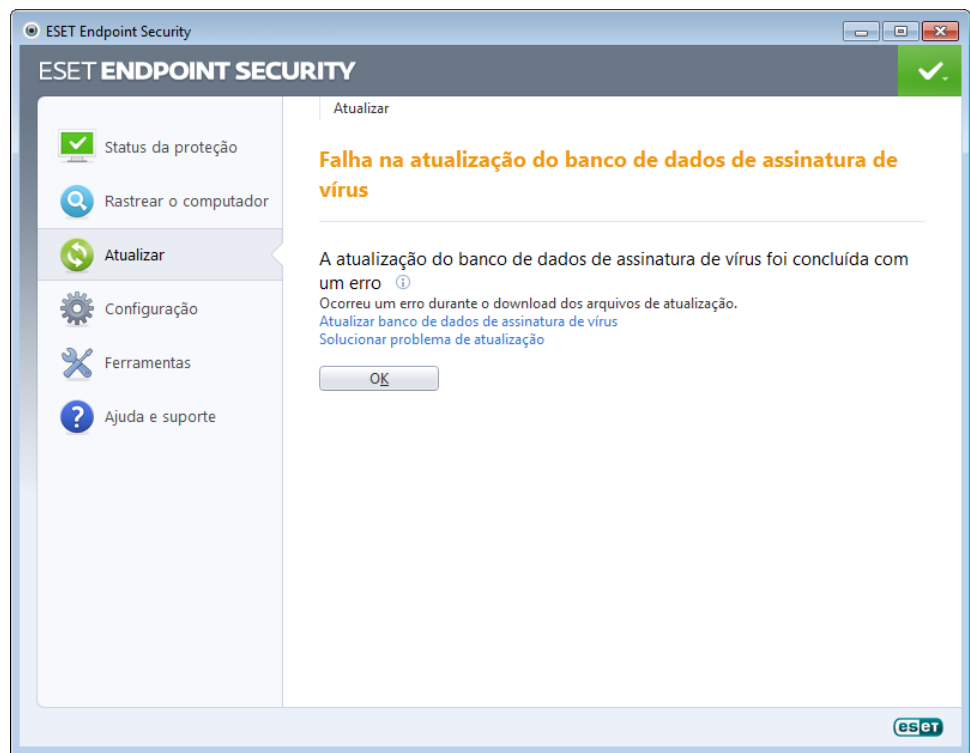 ESET Endpoint Security
ESET ENDPOINT SECURITY
Atualizar
Status da proteção
Rastrear o computador
Atualizar
Configuração
Ferramentas
Ajuda e suporte
Falha na atualização do banco de dados de assinatura de
vírus
A atualização do banco de dados de assinatura de vírus foi concluída com
um erro
Ocorreu um erro durante o download dos arquivos de atualização.
Atualizar banco de dados de assinatura de vírus
Solucionar problema de atualização
OK
eseT